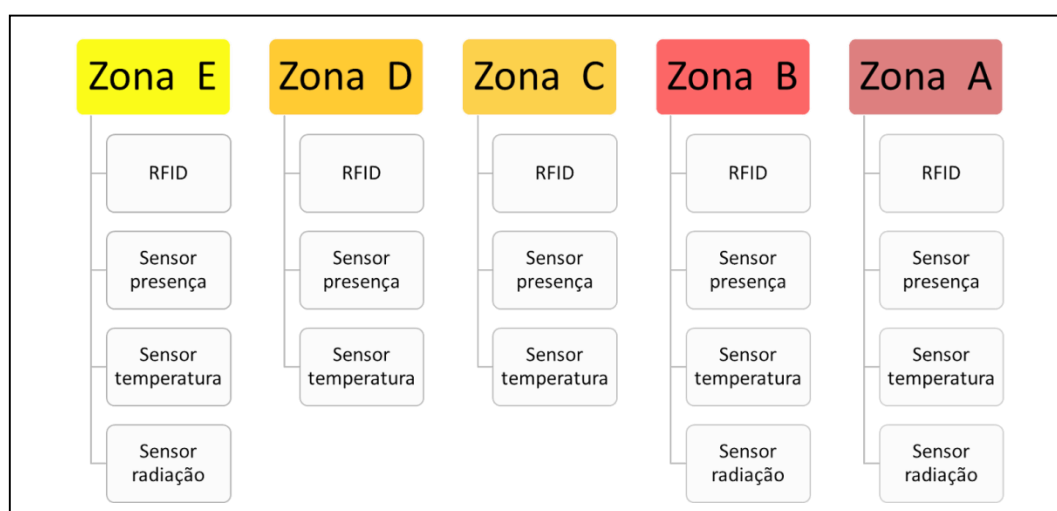 Zona E
RFID
Sensor
presença
Sensor
temperatura
Sensor
radiação
Zona D
RFID
Sensor
presença
Sensor
temperatura
Zona C
RFID
Sensor
presença
Sensor
temperatura
Zona B
RFID
Sensor
presença
Sensor
temperatura
Sensor
radiação
Zona A
RFID
Sensor
presença
Sensor
temperatura
Sensor
radiação